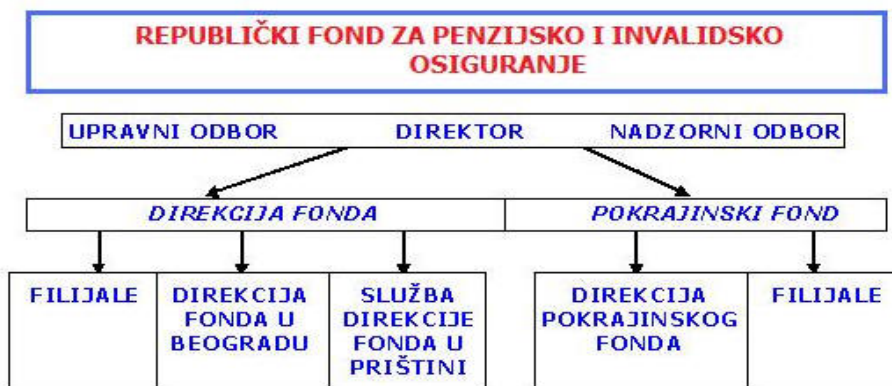 REPUBLIČKI FOND ZA PENZIJSKO I INVALIDSKO
OSIGURANJE
UPRAVNI ODBOR DIREKTOR NADZORNI ODBOR
DIREKCIJA FONDA POKRAJINSKI FOND
FILIJALE
DIREKCIJA
FONDA U
BEOGRADU
SLUŽBA
DIREKCIJE
FONDA U
PRIŠTINI
DIREKCIJA
POKRAJINSKOG
FONDA
FILIJALE